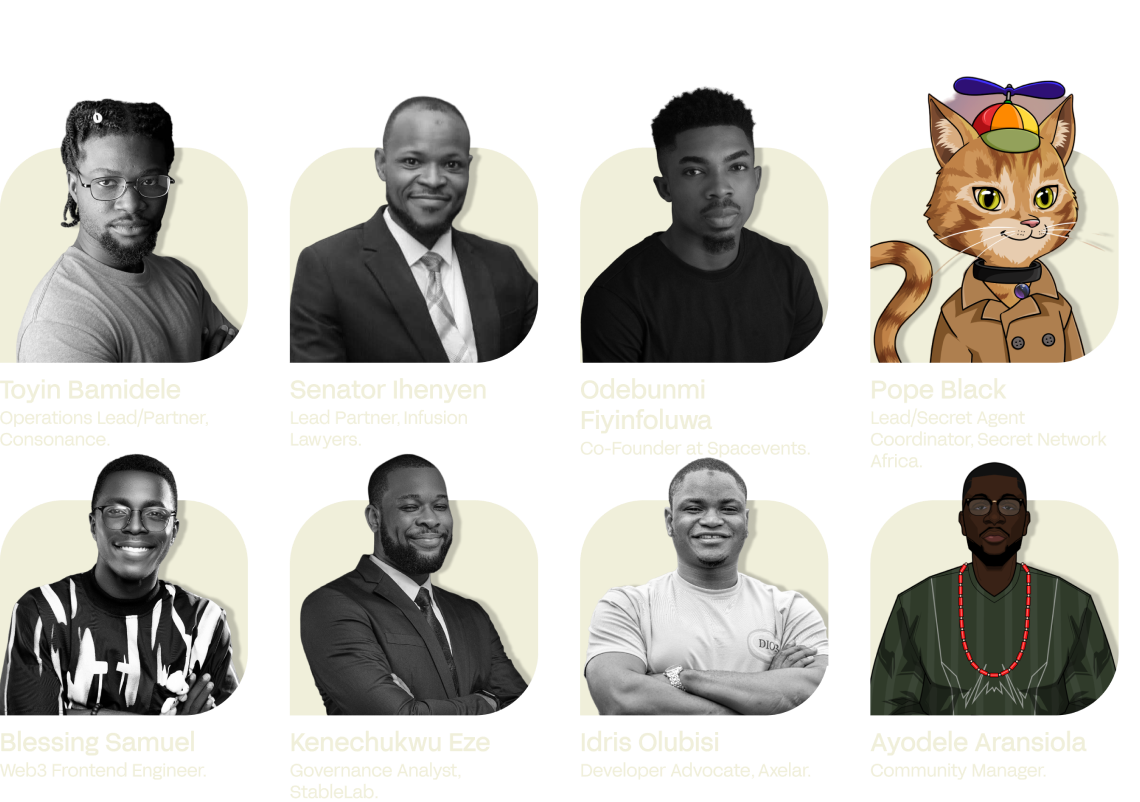 Toyin Bamidele
Operations Lead/Partner,
Consonance.
Senator Ihenyen
Lead Partner, Infusion
Lawyers.
Odebunmi
Fiyinfoluwa
Co-Founder at Spacevents.
Pope Black
Lead/Secret Agent
Coordinator, Secret Network
Africa.
DIOR
Blessing Samuel
Web3 Frontend Engineer.
Kenechukwu Eze
Governance Analyst,
StableLab.
Idris Olubisi
Developer Advocate, Axelar.
Ayodele Aransiola
Community Manager.